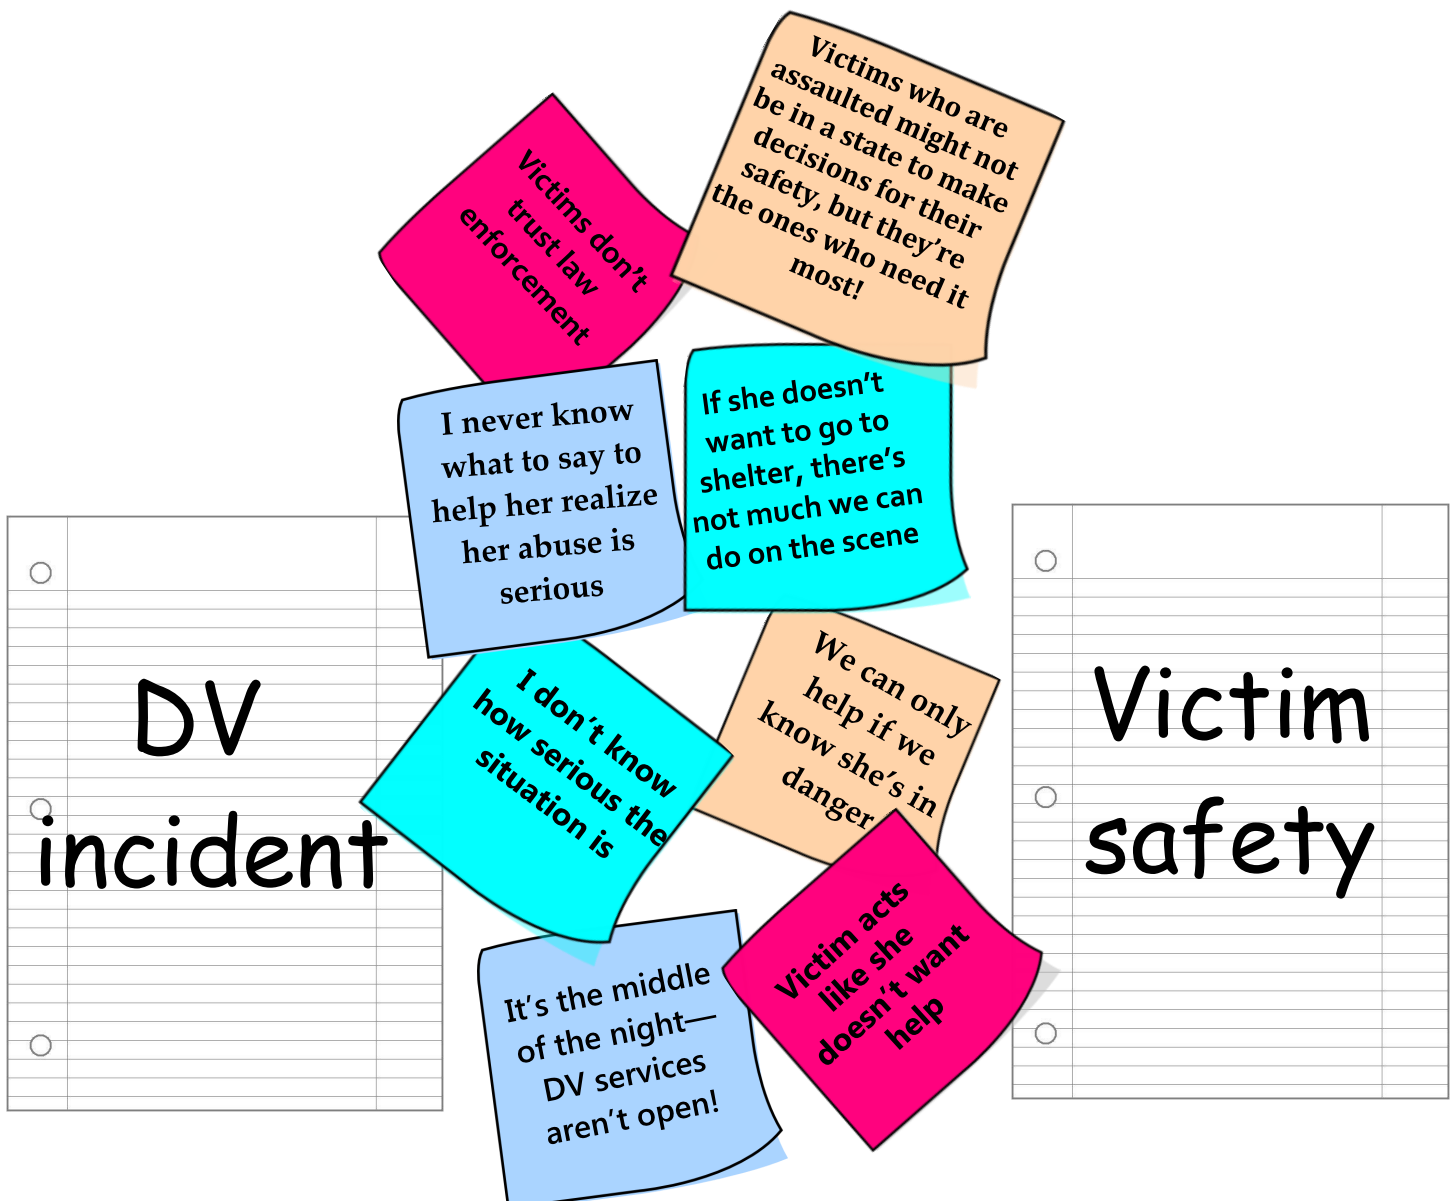 Victims who are
assaulted might not
be in a state to make
decisions for their
safety, but they're
the ones who need it
most!
Victims don't
trust law
enforcement
I never know
what to say to
help her realize
her abuse is
serious
If she doesn't
want to go to
shelter, there's
not much we can
do on the scene
DV
incident
I don't know
how serious the
situation is
We can only
help if we
know she's in
danger
Victim
safety
It's the middle
of the night—
DV services
aren't open!
Victim acts
like she
doesn't want
help